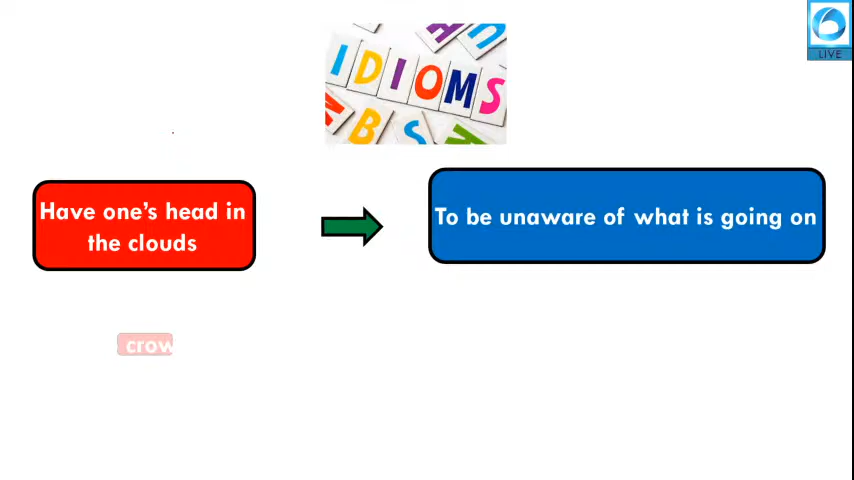 IDIOMS
B S
LIVE
Have one's head in
the clouds
To be unaware of what is going on
crow